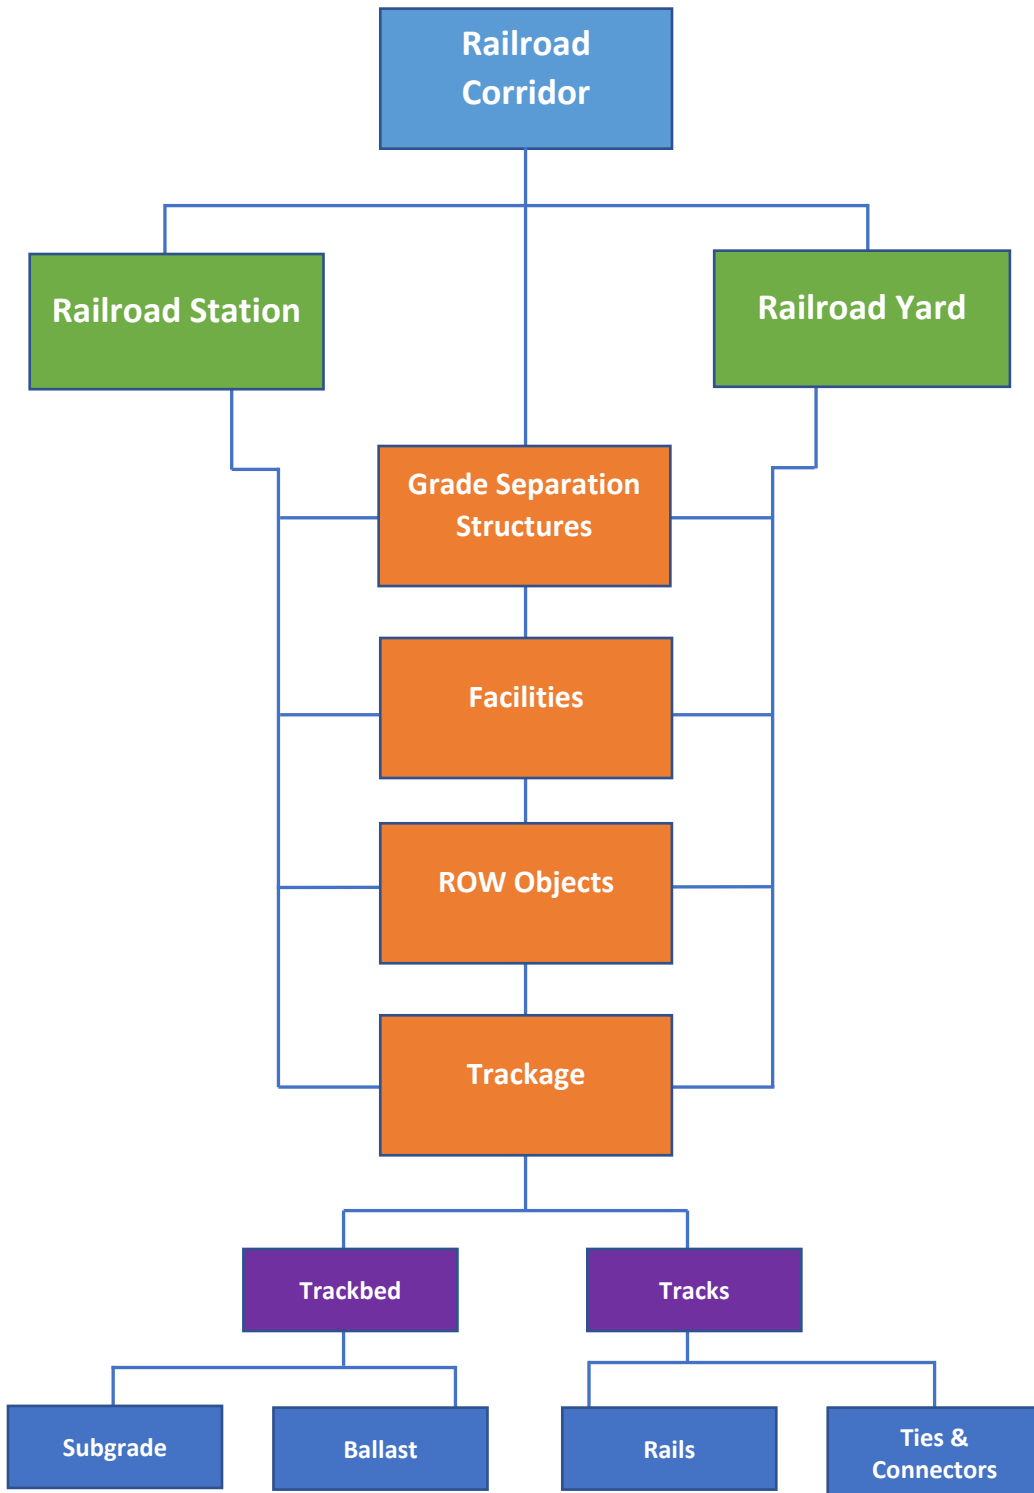 Railroad
Corridor
Railroad Station
Railroad Yard
Grade Separation
Structures
Facilities
ROW Objects
Trackage
Trackbed
Tracks
Subgrade
Ballast
Rails
Ties &
Connectors